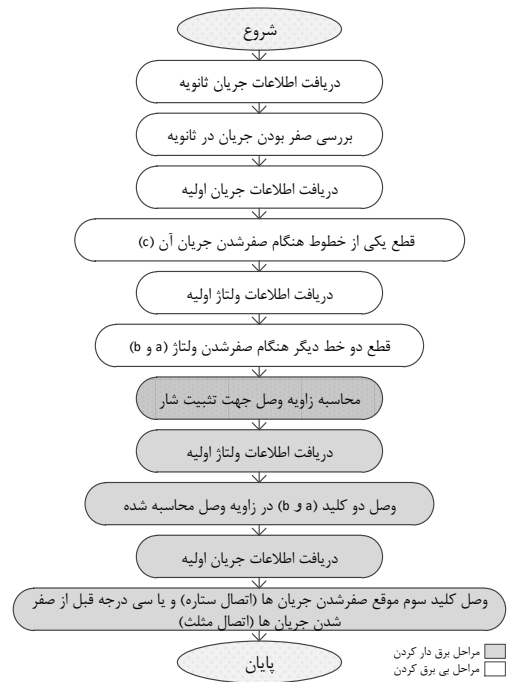 شروع
دریافت اطلاعات جریان ثانویه
بررسی صفر بودن جریان در ثانویه
دریافت اطلاعات جریان اولیه
قطع یکی از خطوط هنگام صفرشدن جریان آن (c)
دریافت اطلاعات ولتاژ اولیه
قطع دو خط دیگر هنگام صفرشدن ولتاژ (a و b)
محاسبه زاویه وصل جهت تثبیت شار
دریافت اطلاعات ولتاژ اولیه
وصل دو کلید (a و b) در زاویه وصل محاسبه شده
دریافت اطلاعات جریان اولیه
وصل کلید سوم موقع صفرشدن جریان ها (اتصال ستاره) و یا سی درجه قبل از صفر
شدن جریان ها (اتصال مثلث)
پایان
مراحل برق دار کردن
مراحل بی برق کردن